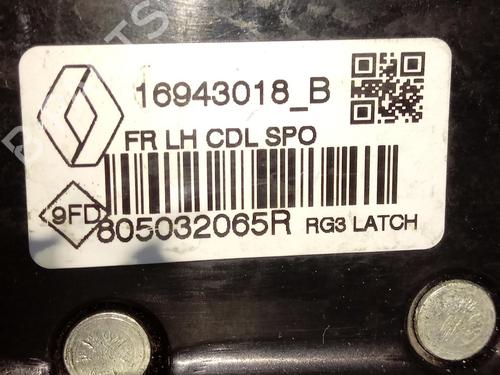 16943018_B
FR LH CDL SPO
9FD
805032065R RG3 LATCH